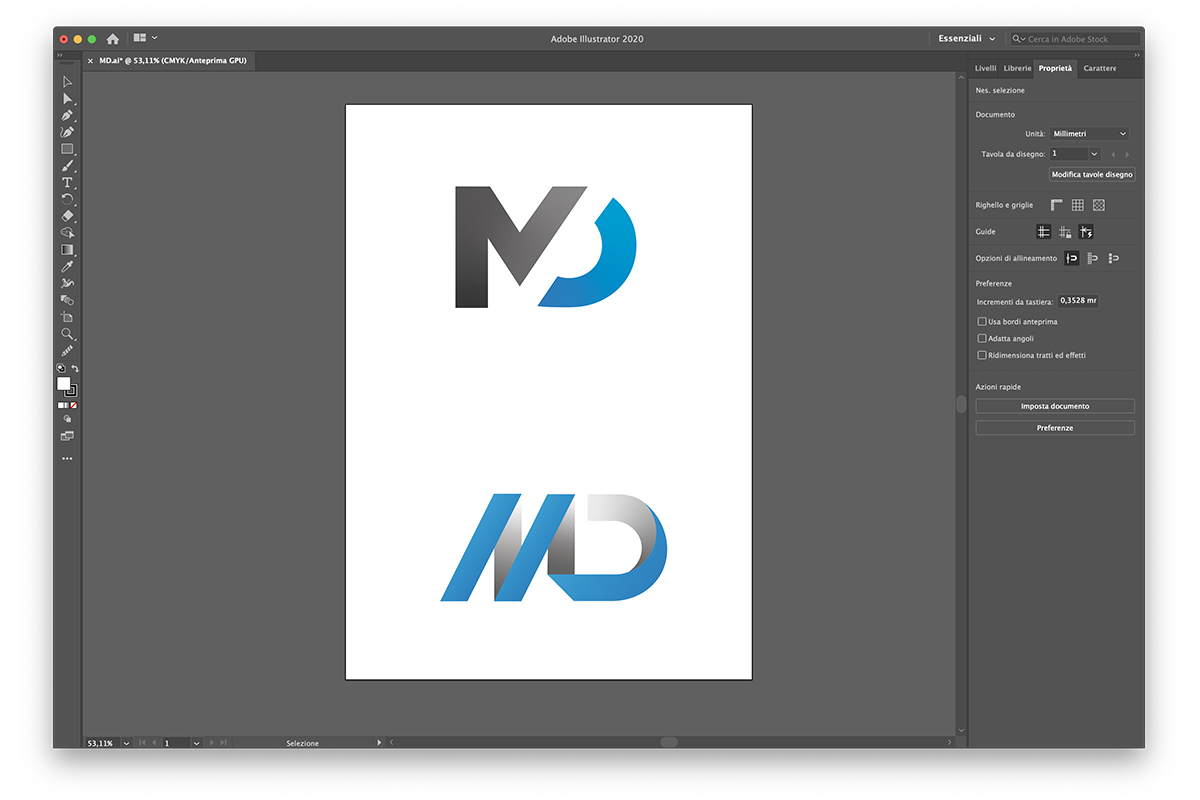 Adobe Illustrator 2020
Essenziali
Cerca in Adobe Stock
× MD.ai* @ 53,11% (CMYK/Anteprima GPU)
Livelli Librerie Proprietà Carattere
Nes. selezione
Documento
Unità: Millimetri
Tavola da disegno: 1
Modifica tavole disegno
Righello e griglie
Guide
Opzioni di allineamento
Preferenze
Incrementi da tastiera: 0,3528 mr
Usa bordi anteprima
Adatta angoli
Ridimensiona tratti ed effetti
Azioni rapide
Imposta documento
Preferenze
MD
MD
53,11% 1 Selezione